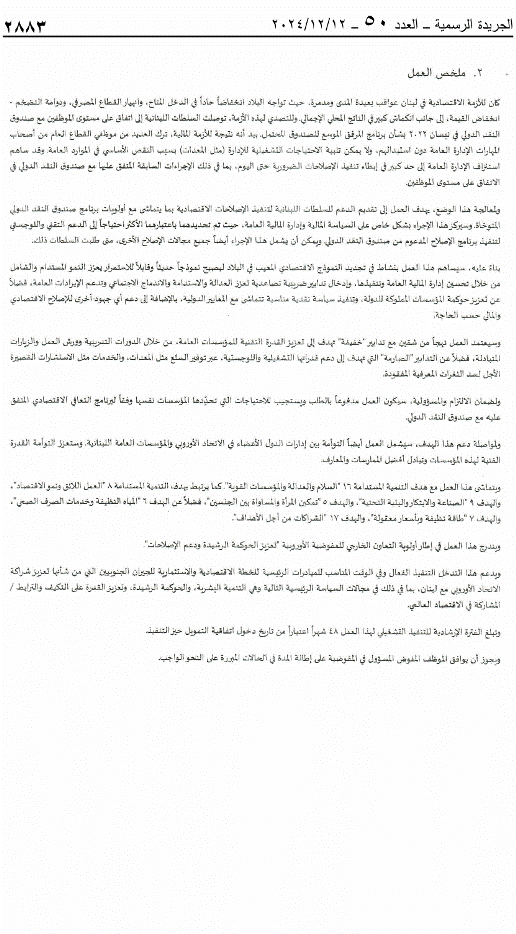 الجريدة الرسمية – العدد ٥٠ – ٢٠٢٤/١٢/١٢
٢٨٨٣
٢. ملخص العمل
كان للأزمة الاقتصادية في لبنان عواقب بعيدة المدى ومدمرة. حيث تواجه البلاد انخفاضاً حاداً في الدخل المتاح، وانهيار القطاع المصرفي، ودوامة التضخم -
انخفاض القيمة، إلى جانب انكماش كبير في الناتج المحلي الإجمالي. وللتصدي لهذه الأزمة، توصلت السلطات اللبنانية إلى اتفاق على مستوى الموظفين مع صندوق
النقد الدولي في نيسان ٢٠٢٢ بشأن برنامج المرفق الموسع للصندوق المحتمل. بيد أنه نتيجة للأزمة المالية، ترك العديد من موظفي القطاع العام من أصحاب
المهارات الإدارة العامة دون استبدالهم، ولا يمكن تلبية الاحتياجات التشغيلية للإدارة (مثل المعدات) بسبب النقص الأساسي في الموارد العامة. وقد ساهم
استنزاف الإدارة العامة إلى حد كبير في إبطاء تنفيذ الإصلاحات الضرورية حتى اليوم، بما في ذلك الإجراءات السابقة المتفق عليها مع صندوق النقد الدولي في
الاتفاق على مستوى الموظفين.
ولمعالجة هذا الوضع، يهدف العمل إلى تقديم الدعم للسلطات اللبنانية لتنفيذ الإصلاحات الاقتصادية بما يتماشى مع أولويات برنامج صندوق النقد الدولي
المتوخاة. وسيركز هذا الإجراء بشكل خاص على السياسة المالية وإدارة المالية العامة، حيث تم تحديدهما باعتبارهما الأكثر احتياجاً إلى الدعم التقني واللوجستي
لتنفيذ برنامج الإصلاح المدعوم من صندوق النقد الدولي. ويمكن أن يشمل هذا الإجراء أيضاً جميع مجالات الإصلاح الأخرى، متى طلبت السلطات ذلك.
بناءً عليه، سيساهم هذا العمل بنشاط في تجديد النموذج الاقتصادي المعيب في البلاد ليصبح نموذجاً حديثاً وقابلاً للاستمرار يعزز النمو المستدام والشامل
من خلال تحسين إدارة المالية العامة وتنفيذها، وإدخال تدابير ضريبية تصاعدية تعزز العدالة والاستدامة والاندماج الاجتماعي وتدعم الإيرادات العامة، فضلاً
عن تعزيز حوكمة المؤسسات المملوكة للدولة، وتنفيذ سياسة نقدية مناسبة تتماشى مع المعايير الدولية، بالإضافة إلى دعم أي جهود أخرى للإصلاح الاقتصادي
والمالي حسب الحاجة.
وسيعتمد العمل نهجاً من شقين مع تدابير "خفيفة" تهدف إلى تعزيز القدرة التقنية للمؤسسات العامة، من خلال الدورات التدريبية وورش العمل والزيارات
المتبادلة، فضلاً عن التدابير "الصارمة" التي تهدف إلى دعم قدراتها التشغيلية واللوجستية، عبر توفير السلع مثل المعدات، والخدمات مثل الاستشارات القصيرة
الأجل لسد الثغرات المعرفية المفقودة.
ولضمان الالتزام والمسؤولية، سيكون العمل مدفوعاً بالطلب ويستجيب للاحتياجات التي تحدّدها المؤسسات نفسها وفقاً لبرنامج التعافي الاقتصادي المتفق
عليه مع صندوق النقد الدولي.
ولمواصلة دعم هذا الهدف، سيشمل العمل أيضاً التوأمة بين إدارات الدول الأعضاء في الاتحاد الأوروبي والمؤسسات العامة اللبنانية. وستعزز التوأمة القدرة
الفنية لهذه المؤسسات وتبادل أفضل الممارسات والمعارف.
ويتماشى هذا العمل مع هدف التنمية المستدامة ١٦ "السلام والعدالة والمؤسسات القوية". كما يرتبط بهدف التنمية المستدامة ٨ "العمل اللائق ونمو الاقتصاد"،
والهدف ٩ "الصناعة والابتكار والبنية التحتية"، والهدف ٥ "تمكين المرأة والمساواة بين الجنسين"، فضلاً عن الهدف ٦ "المياه النظيفة وخدمات الصرف الصحي"،
والهدف ٧ "طاقة نظيفة وبأسعار معقولة"، والهدف ١٧ "الشراكات من أجل الأهداف".
ويندرج هذا العمل في إطار أولوية التعاون الخارجي للمفوضية الأوروبية "تعزيز الحوكمة الرشيدة ودعم الإصلاحات".
ويدعم هذا التدخل التنفيذ الفعال وفي الوقت المناسب للمبادرات الرئيسية للخطة الاقتصادية والاستثمارية للجيران الجنوبيين التي من شأنها تعزيز شراكة
الاتحاد الأوروبي مع لبنان، بما في ذلك في مجالات السياسة الرئيسية التالية وهي التنمية البشرية، والحوكمة الرشيدة، وتعزيز القدرة على التكيف والترابط /
المشاركة في الاقتصاد العالمي.
وتبلغ الفترة الإرشادية للتنفيذ التشغيلي لهذا العمل ٤٨ شهراً اعتباراً من تاريخ دخول اتفاقية التمويل حيز التنفيذ.
ويجوز أن يوافق الموظف المفوض المسؤول في المفوضية على إطالة المدة في الحالات المبررة على النحو الواجب.